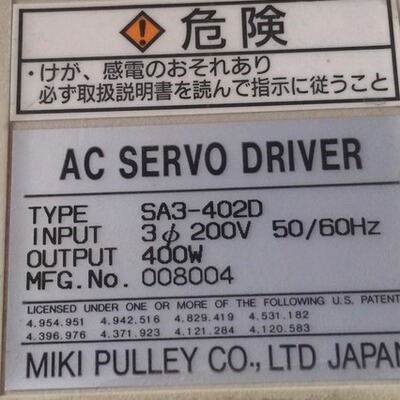 危険
・けが、感電のおそれあり
必ず取扱説明書を読んで指示に従うこと
AC SERVO DRIVER
TYPE SA3-402D
INPUT 3ϕ 200V 50/60Hz
OUTPUT 400W
MFG.No. 008004
LICENSED UNDER ONE OR MORE OF THE FOLLOWING U.S. PATENT
4.954.951 4.942.516 4.829.419 4.531.182
4.396.976 4.371.923 4.121.284 4.120.583
MIKI PULLEY CO., LTD JAPAN